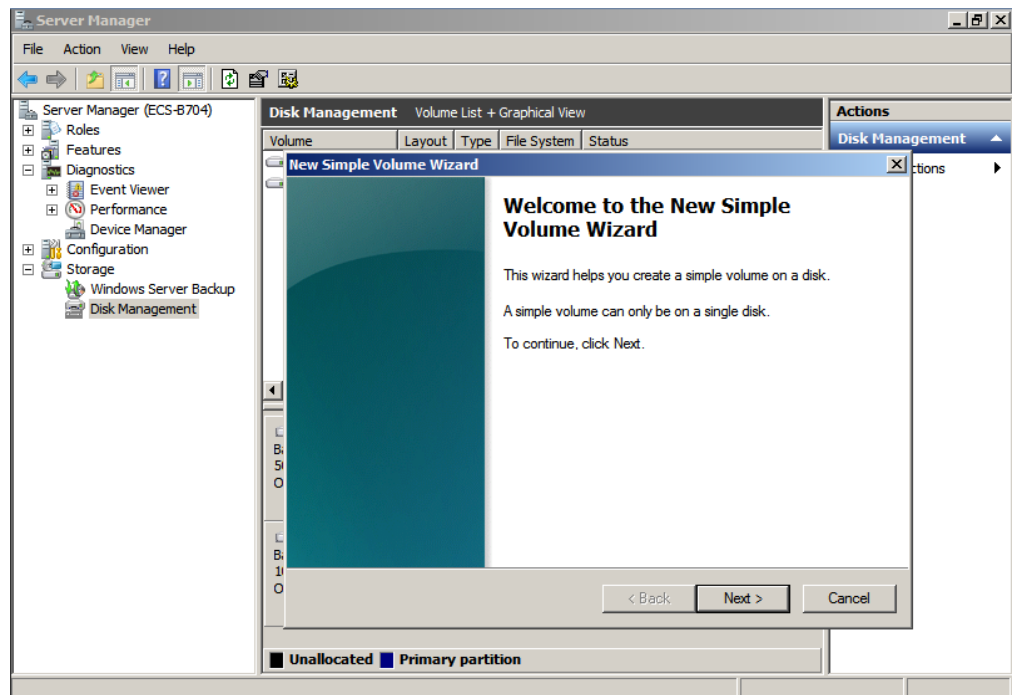 Server Manager
File Action View Help
Server Manager (ECS-B704)
Roles
Features
Diagnostics
Event Viewer
Performance
Device Manager
Configuration
Storage
Windows Server Backup
Disk Management
Disk Management Volume List + Graphical View
Volume Layout Type File System Status
Actions
Disk Management
ctions
New Simple Volume Wizard
Welcome to the New Simple
Volume Wizard
This wizard helps you create a simple volume on a disk.
A simple volume can only be on a single disk.
To continue, click Next.
< Back Next > Cancel
Unallocated Primary partition